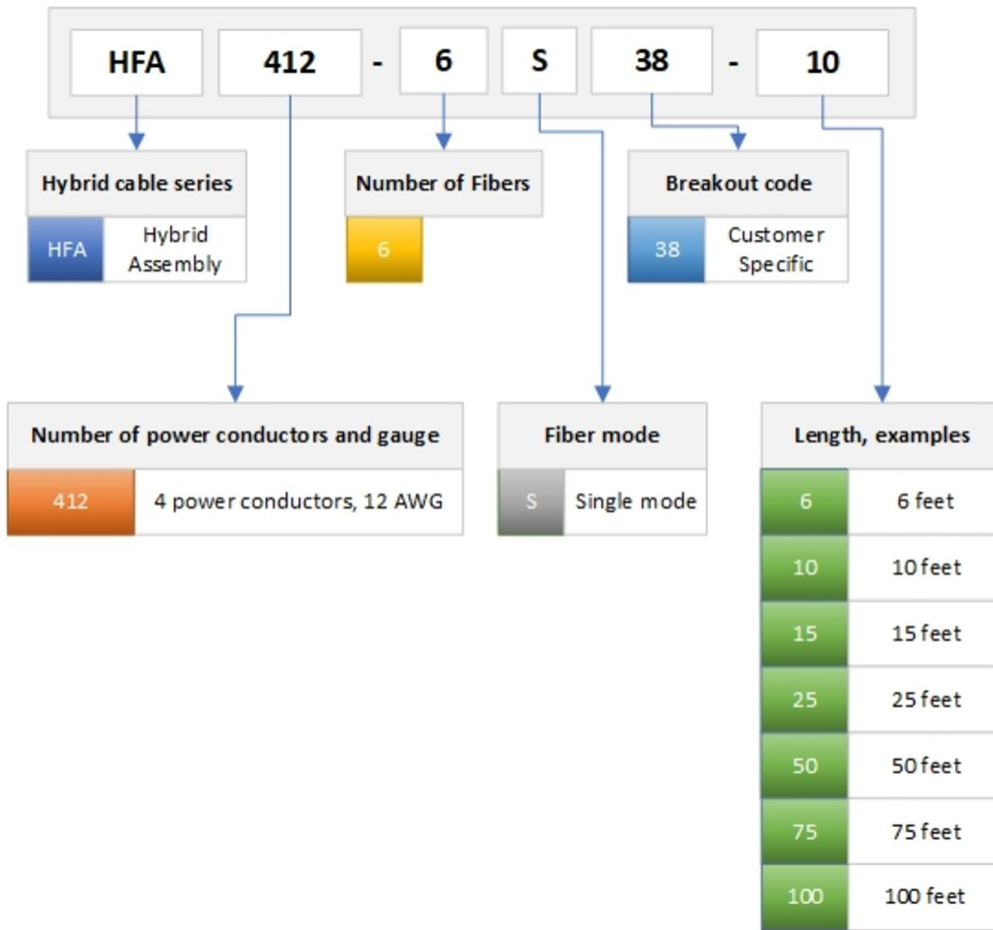 HFA 412 - 6 S 38 - 10
Hybrid cable series
HFA Hybrid
Assembly
Number of Fibers
6
Breakout code
38 Customer
Specific
Number of power conductors and gauge
412 4 power conductors, 12 AWG
Fiber mode
S Single mode
Length, examples
6 6 feet
10 10 feet
15 15 feet
25 25 feet
50 50 feet
75 75 feet
100 100 feet